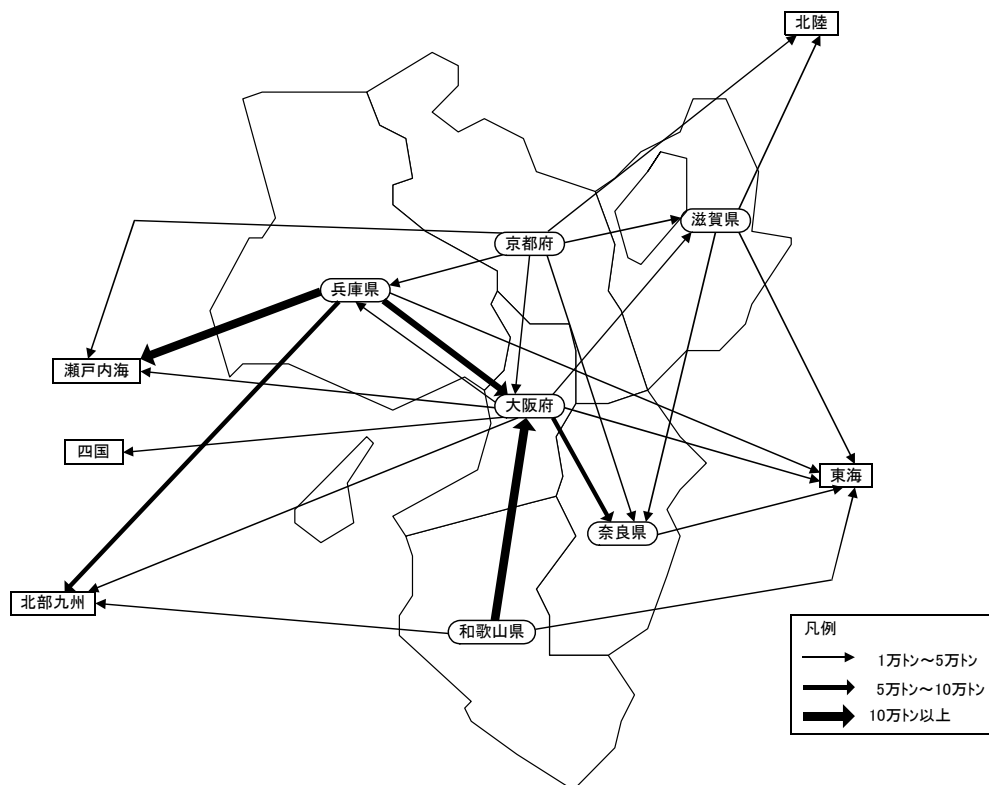 北陸
滋賀県
京都府
兵庫県
瀬戸内海
大阪府
四国
東海
奈良県
北部九州
和歌山県
凡例
1万トン～5万トン
5万トン～10万トン
10万トン以上